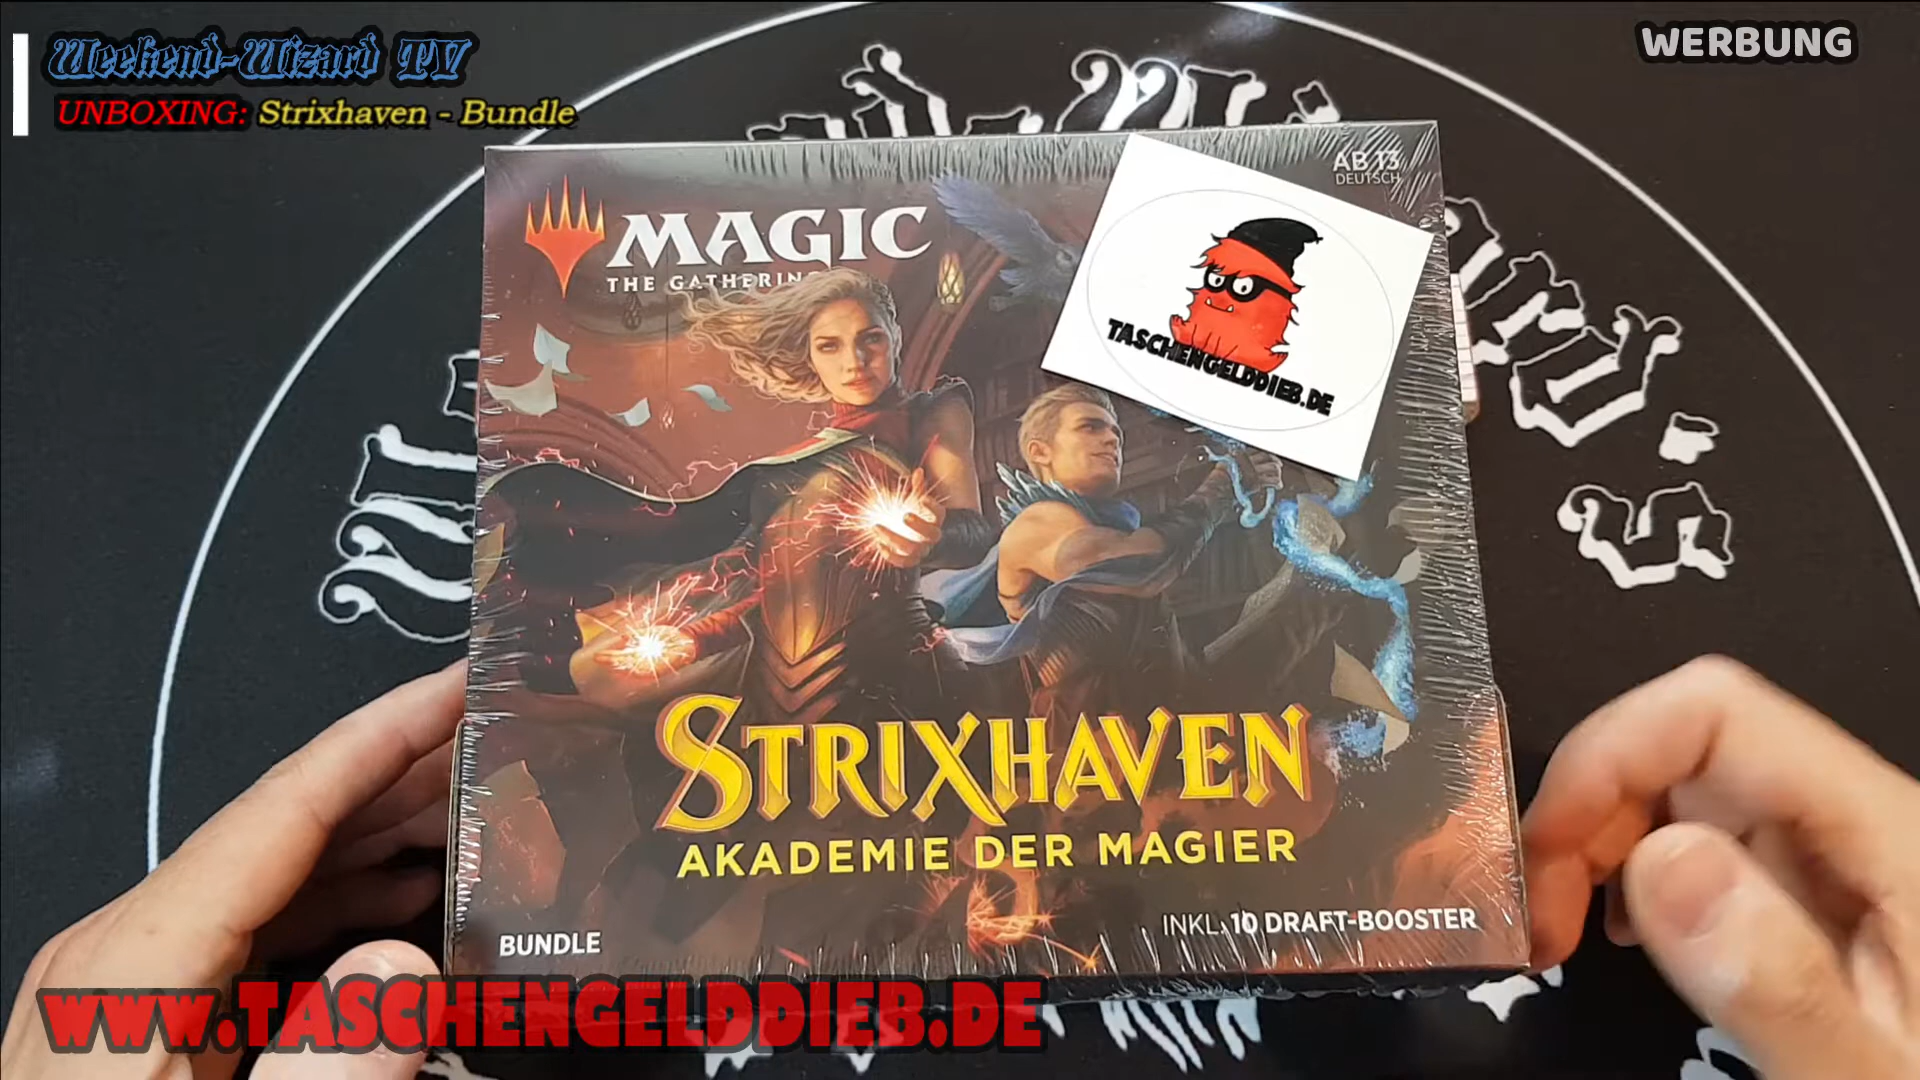 Weekend-Wizard TV
UNBOXING: Strixhaven - Bundle
WERBUNG
AB 13
DEUTSCH
MAGIC
THE GATHERING
TASCHENGELDDIEB.DE
STRIXHAVEN
AKADEMIE DER MAGIER
INKL. 10 DRAFT-BOOSTER
BUNDLE
www.TASCHENGELDDIEB.DE